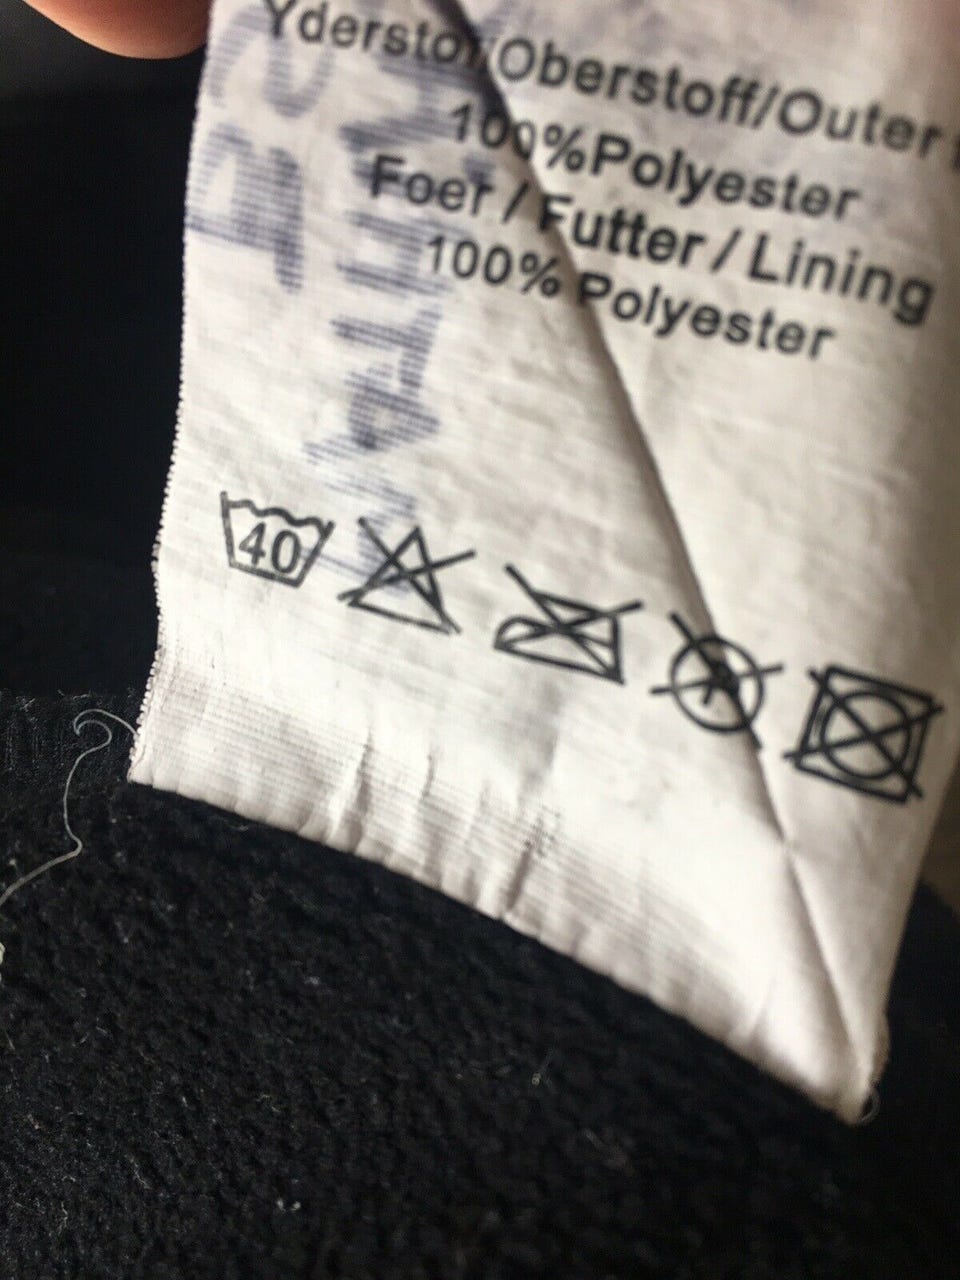 Yderstof/Oberstoff/Outer
100%Polyester
Foer / Futter / Lining
100% Polyester
40